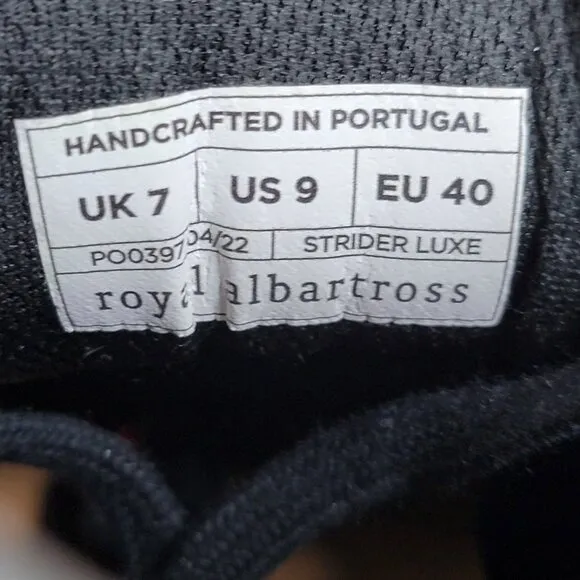 HANDCRAFTED IN PORTUGAL
UK 7 US 9 EU 40
PO0397 04/22 STRIDER LUXE
royal albartross